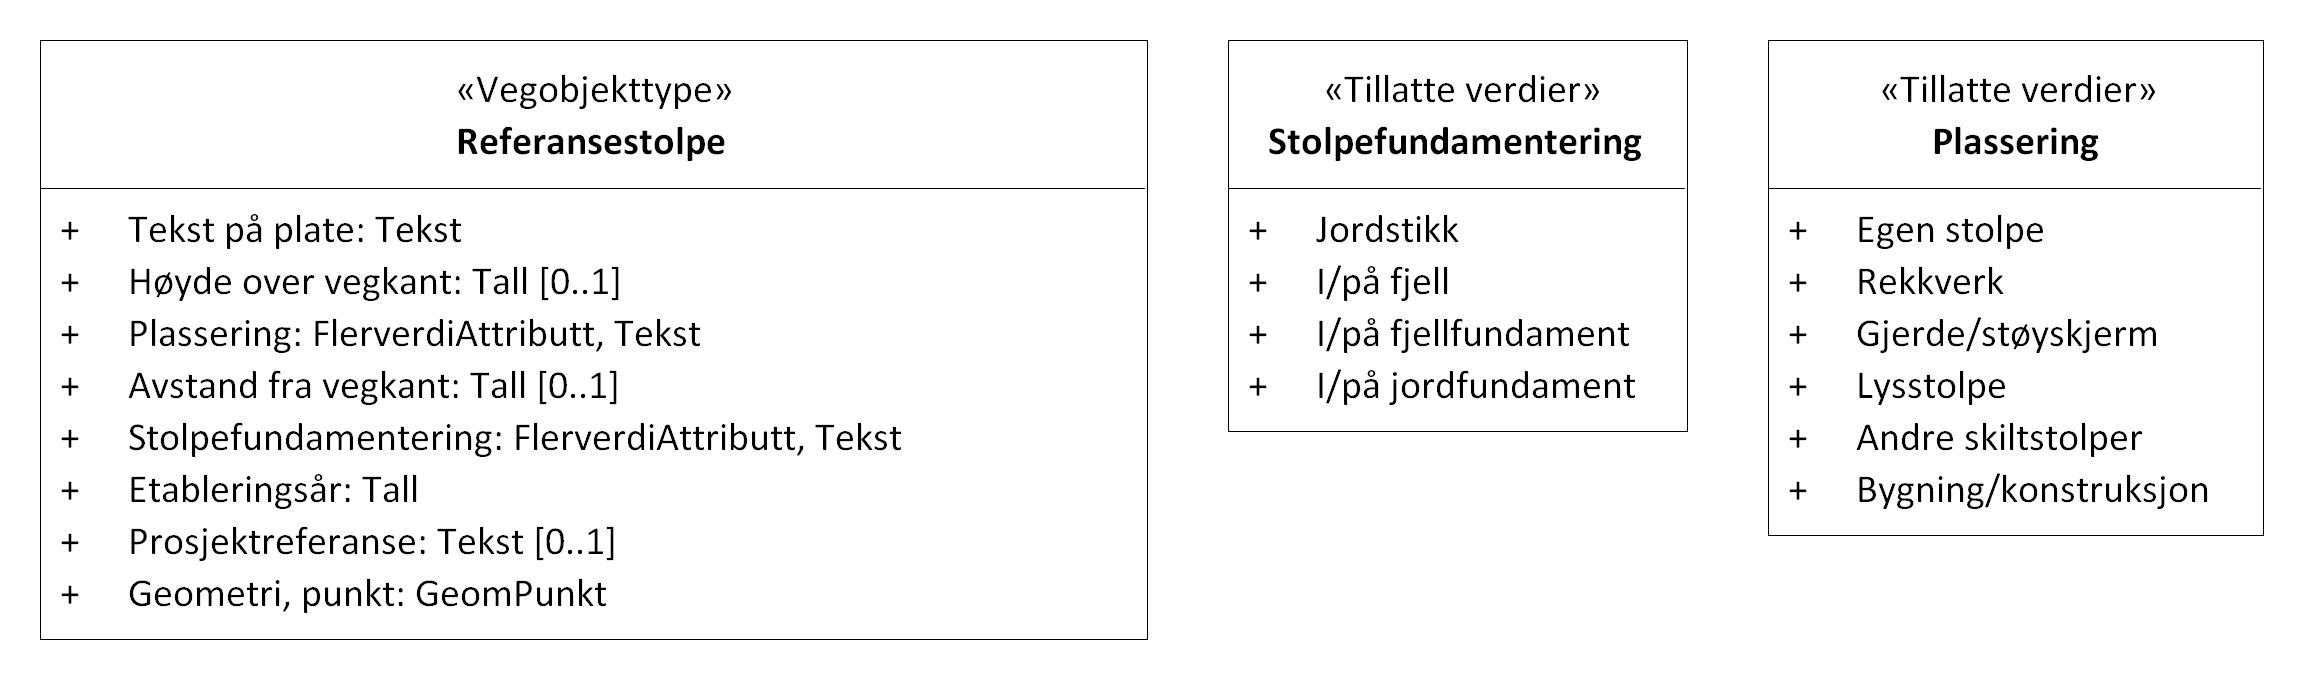 «Vegobjekttype»
Referansestolpe
+ Tekst på plate: Tekst
+ Høyde over vegkant: Tall [0..1]
+ Plassering: FlerverdiAttributt, Tekst
+ Avstand fra vegkant: Tall [0..1]
+ Stolpefundamentering: FlerverdiAttributt, Tekst
+ Etableringsår: Tall
+ Prosjektreferanse: Tekst [0..1]
+ Geometri, punkt: GeomPunkt
«Tillatte verdier»
Stolpefundamentering
+ Jordstikk
+ I/på fjell
+ I/på fjellfundament
+ I/på jordfundament
«Tillatte verdier»
Plassering
+ Egen stolpe
+ Rekkverk
+ Gjerde/støyskjerm
+ Lysstolpe
+ Andre skiltstolper
+ Bygning/konstruksjon